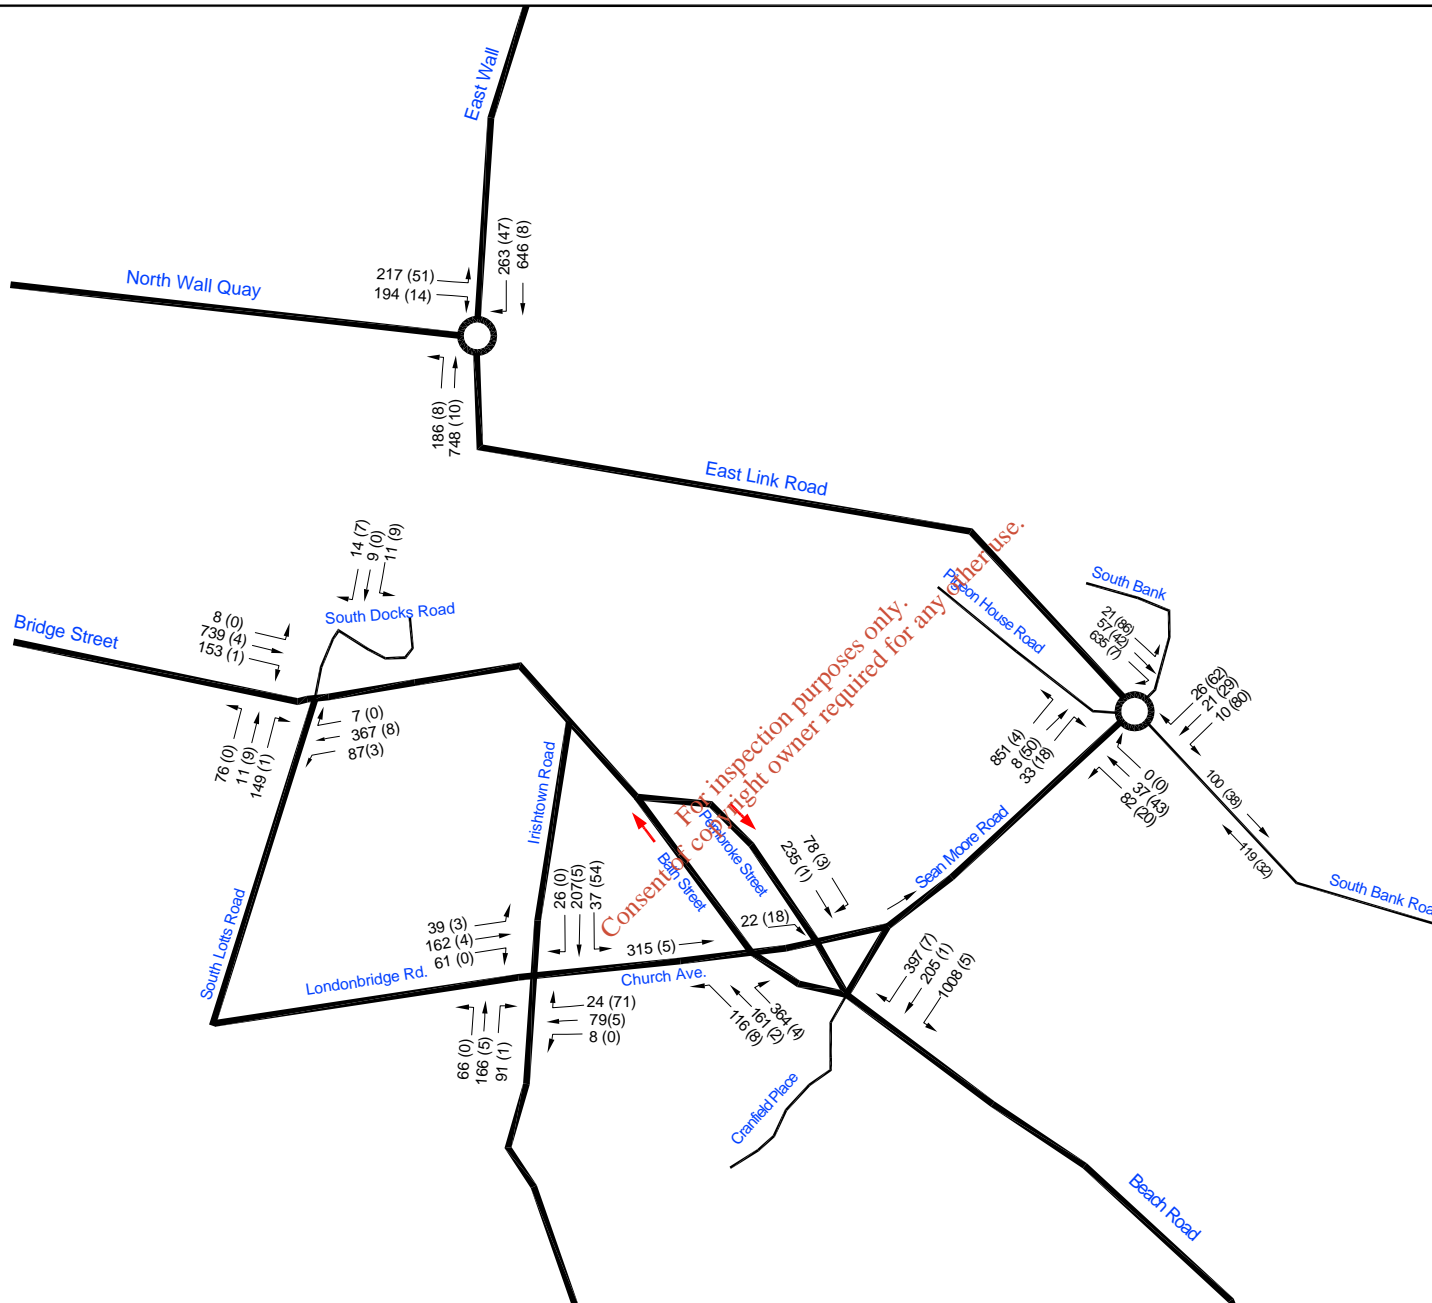 East Wall
263 (47)
646 (8)
217 (51)
194 (14)
North Wall Quay
186 (8)
748 (10)
East Link Road
14 (7)
9 (0)
11 (9)
South Docks Road
8 (0)
739 (4)
153 (1)
Bridge Street
7 (0)
367 (8)
87(3)
76 (0)
11 (9)
149 (1)
South Bank
Pigeon House Road
21 (86)
57 (42)
635 (7)
26 (62)
21 (29)
10 (80)
851 (4)
8 (50)
33 (18)
0 (0)
37 (43)
82 (20)
100 (38)
419 (32)
South Bank Roa
Sean Moore Road
Irishtown Road
Pembroke Street
Bath Street
78 (3)
235 (1)
22 (18)
26 (0)
207(5)
37 (54)
39 (3)
162 (4)
61 (0)
315 (5)
Church Ave.
Londonbridge Rd.
South Lotts Road
24 (71)
79(5)
8 (0)
66 (0)
166 (5)
91 (1)
364 (4)
161 (2)
116 (8)
397 (7)
205 (1)
1008 (5)
Cranfield Place
Beach Road
For inspection purposes only.
Consent of copyright owner required for any other use.